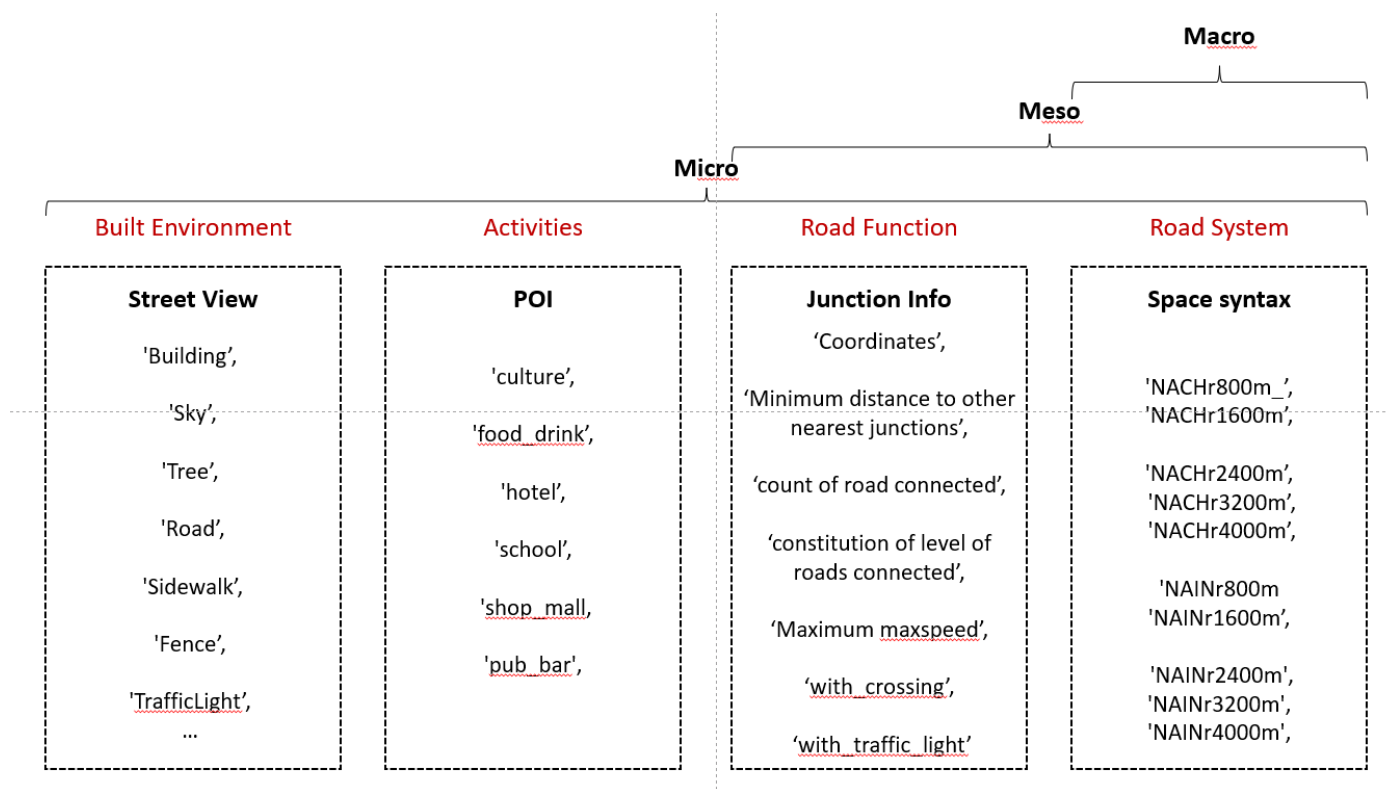 Macro
Meso
Micro
Built Environment
Activities
Road Function
Road System
Street View
'Building’,
'Sky’,
'Tree’,
'Road’,
'Sidewalk’,
'Fence’,
'TrafficLight’,
...
POI
'culture’,
'food_drink’,
'hotel’,
'school’,
'shop_mall,
'pub_bar',
Junction Info
‘Coordinates’,
‘Minimum distance to other
nearest junctions’,
‘count of road connected’,
‘constitution of level of
roads connected’,
‘Maximum maxspeed’,
‘with_crossing’,
‘with_traffic_light’
Space syntax
'NACHr800m_’,
'NACHr1600m’,
'NACHr2400m’,
'NACHr3200m’,
'NACHr4000m’,
'NAINr800m
'NAINr1600m’,
'NAINr2400m',
'NAINr3200m',
'NAINr4000m',